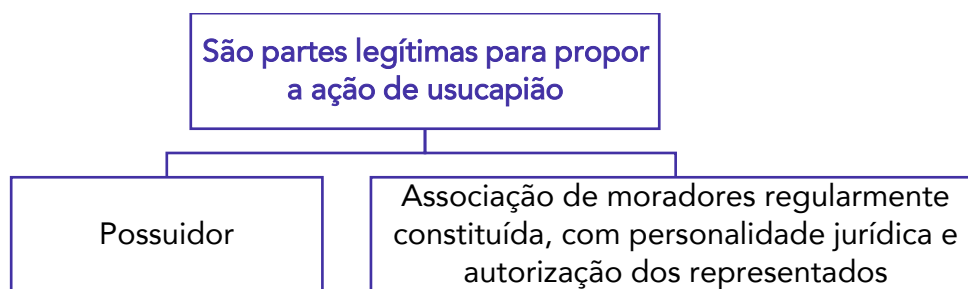 São partes legítimas para propor
a ação de usucapião
Possuidor
Associação de moradores regularmente
constituída, com personalidade jurídica e
autorização dos representados